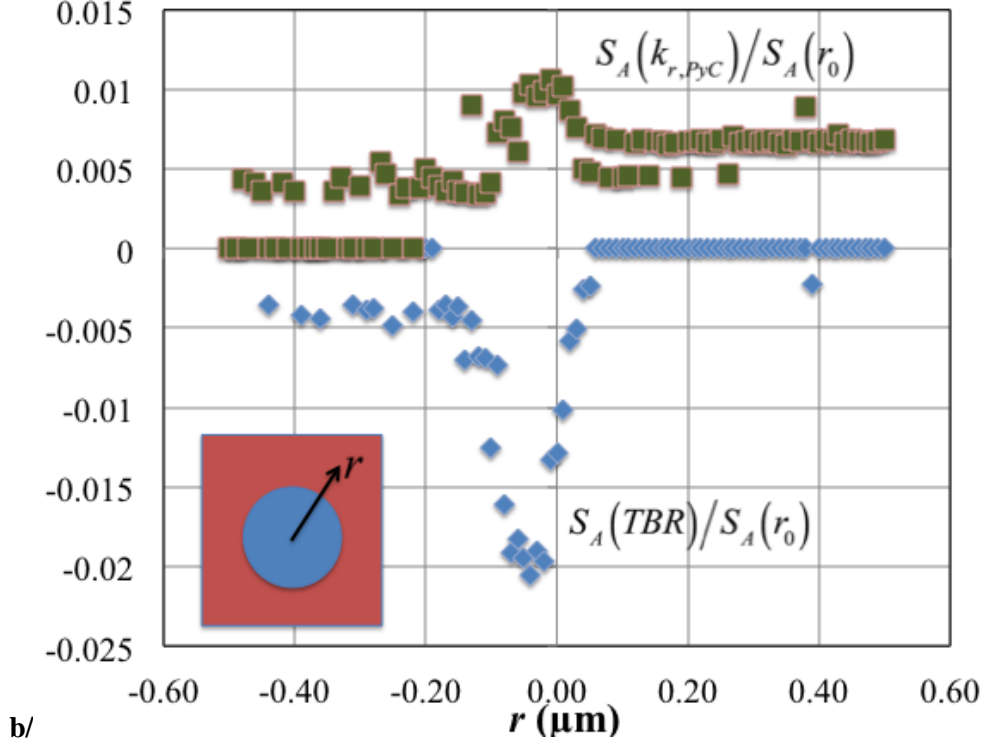 0.015
S_A(k_{r,PyC})/S_A(r_0)
0.01
0.005
0
-0.005
-0.01
r
-0.015
S_A(TBR)/S_A(r_0)
-0.02
-0.025
-0.60 -0.40 -0.20 0.00 0.20 0.40 0.60
r (µm)
b/